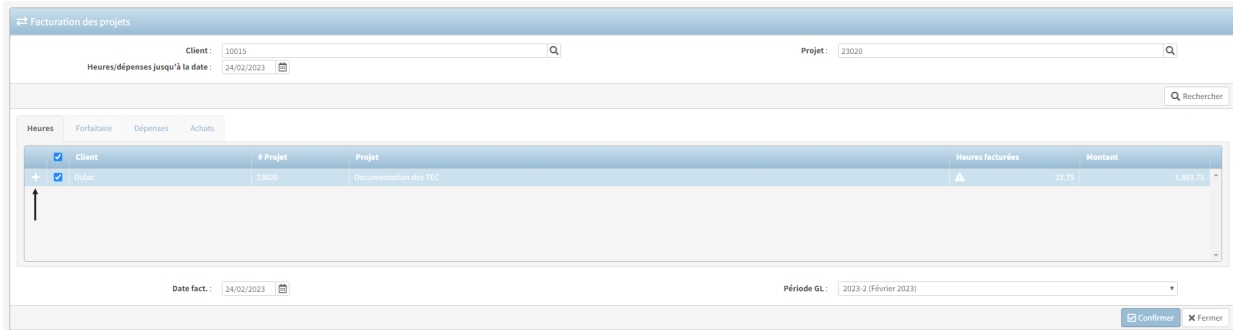 Facturation des projets
Client : 10015 Projet : 23020
Heures/dépenses jusqu'à la date : 24/02/2023
Rechercher
Heures Forfaitaire Dépenses Achats
Client # Projet Projet Heures facturées Montant
Dulac 23020 Documentation des TEC 23.75 1,893.75
Date fact. : 24/02/2023 Période GL : 2023-2 (Février 2023)
Confirmer Fermer